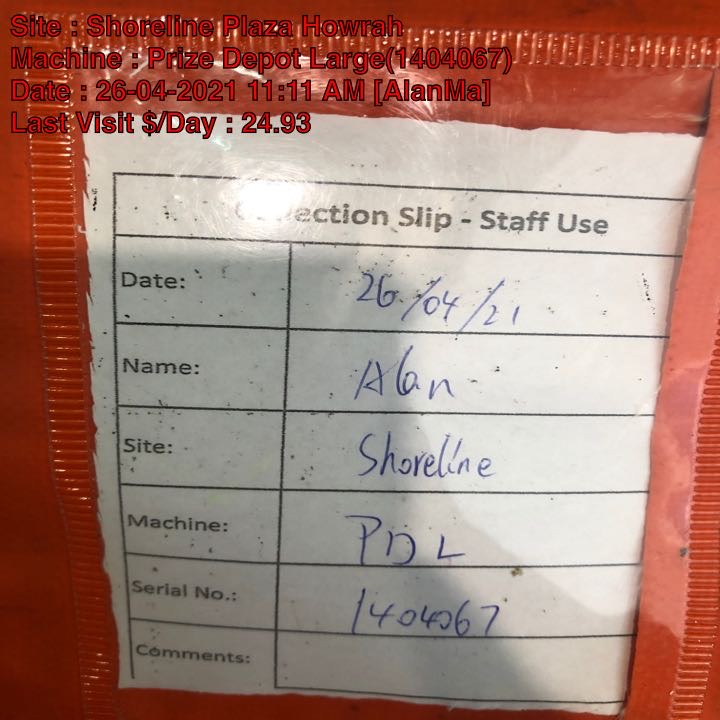 Site : Shoreline Plaza Howrah
Machine : Prize Depot Large(1404067)
Date : 26-04-2021 11:11 AM [AlanMa]
Last Visit $/Day : 24.93
Collection Slip - Staff Use
Date: 26/04/21
Name: Alan
Site: Shoreline
Machine: PDL
Serial No.: 1404067
Comments: